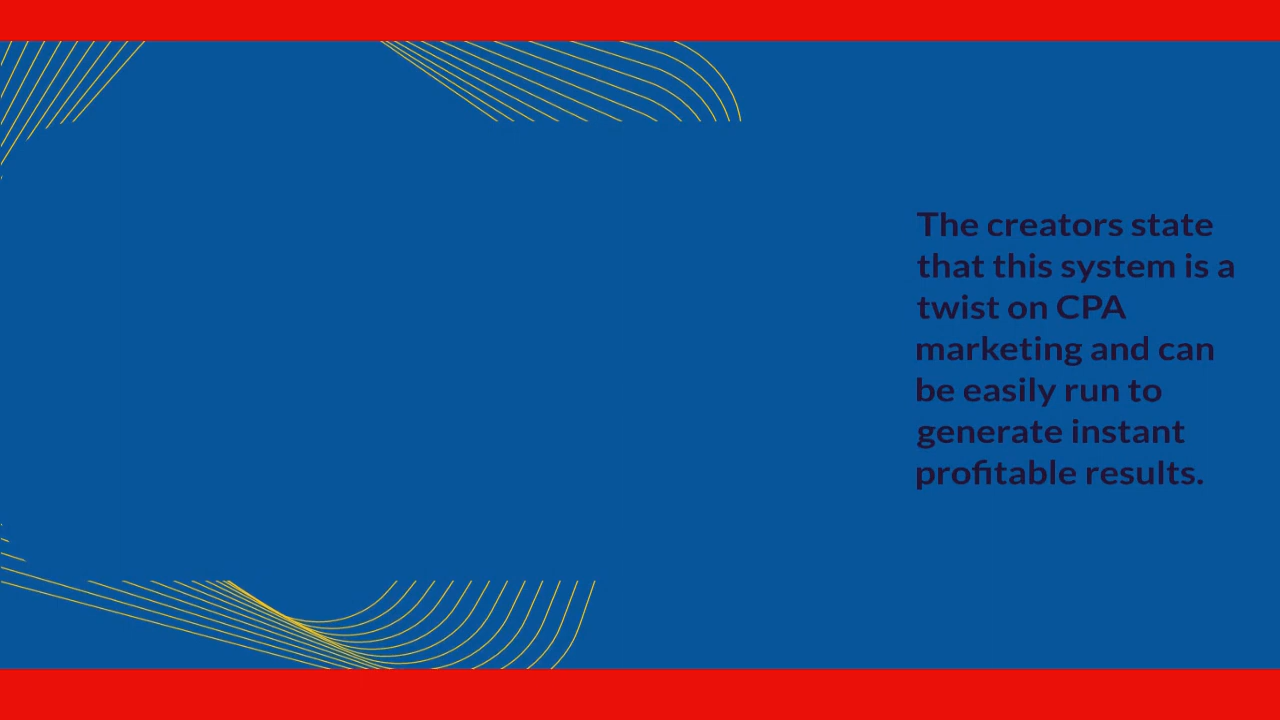 The creators state
that this system is a
twist on CPA
marketing and can
be easily run to
generate instant
profitable results.